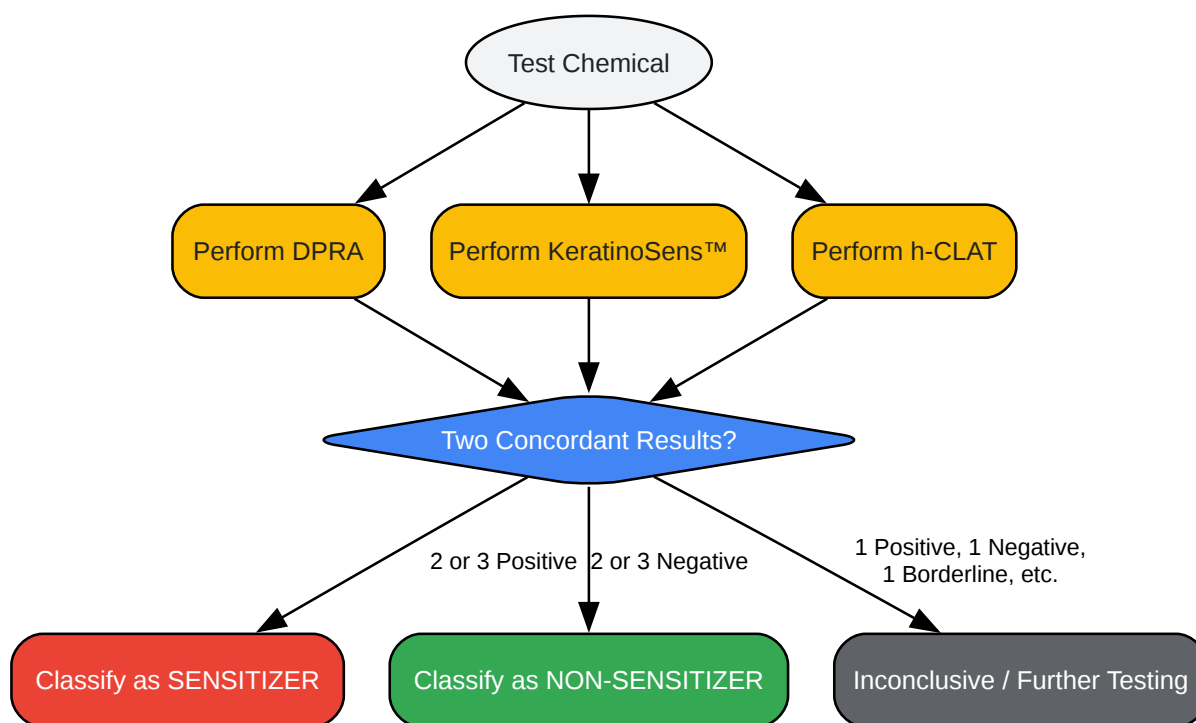 Test Chemical
Perform DPRA
Perform KeratinoSens™
Perform h-CLAT
Two Concordant Results?
2 or 3 Positive
2 or 3 Negative
1 Positive, 1 Negative,
1 Borderline, etc.
Classify as SENSITIZER
Classify as NON-SENSITIZER
Inconclusive / Further Testing